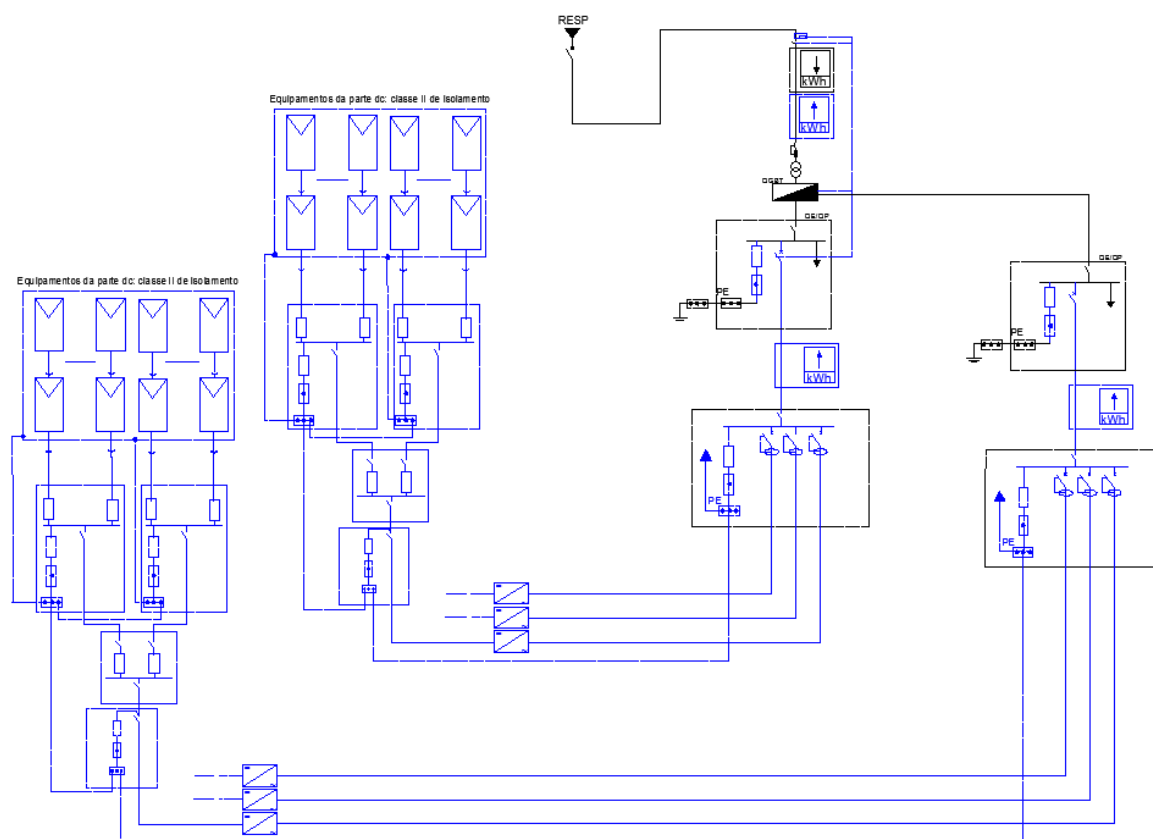 RESP
kWh
Equipamentos da parte dc: classe II de Isolamento
kWh
QGBT
QE/QP
QE/QP
Equipamentos da parte dc: classe II de Isolamento
PE
PE
kWh
kWh
PE
PE